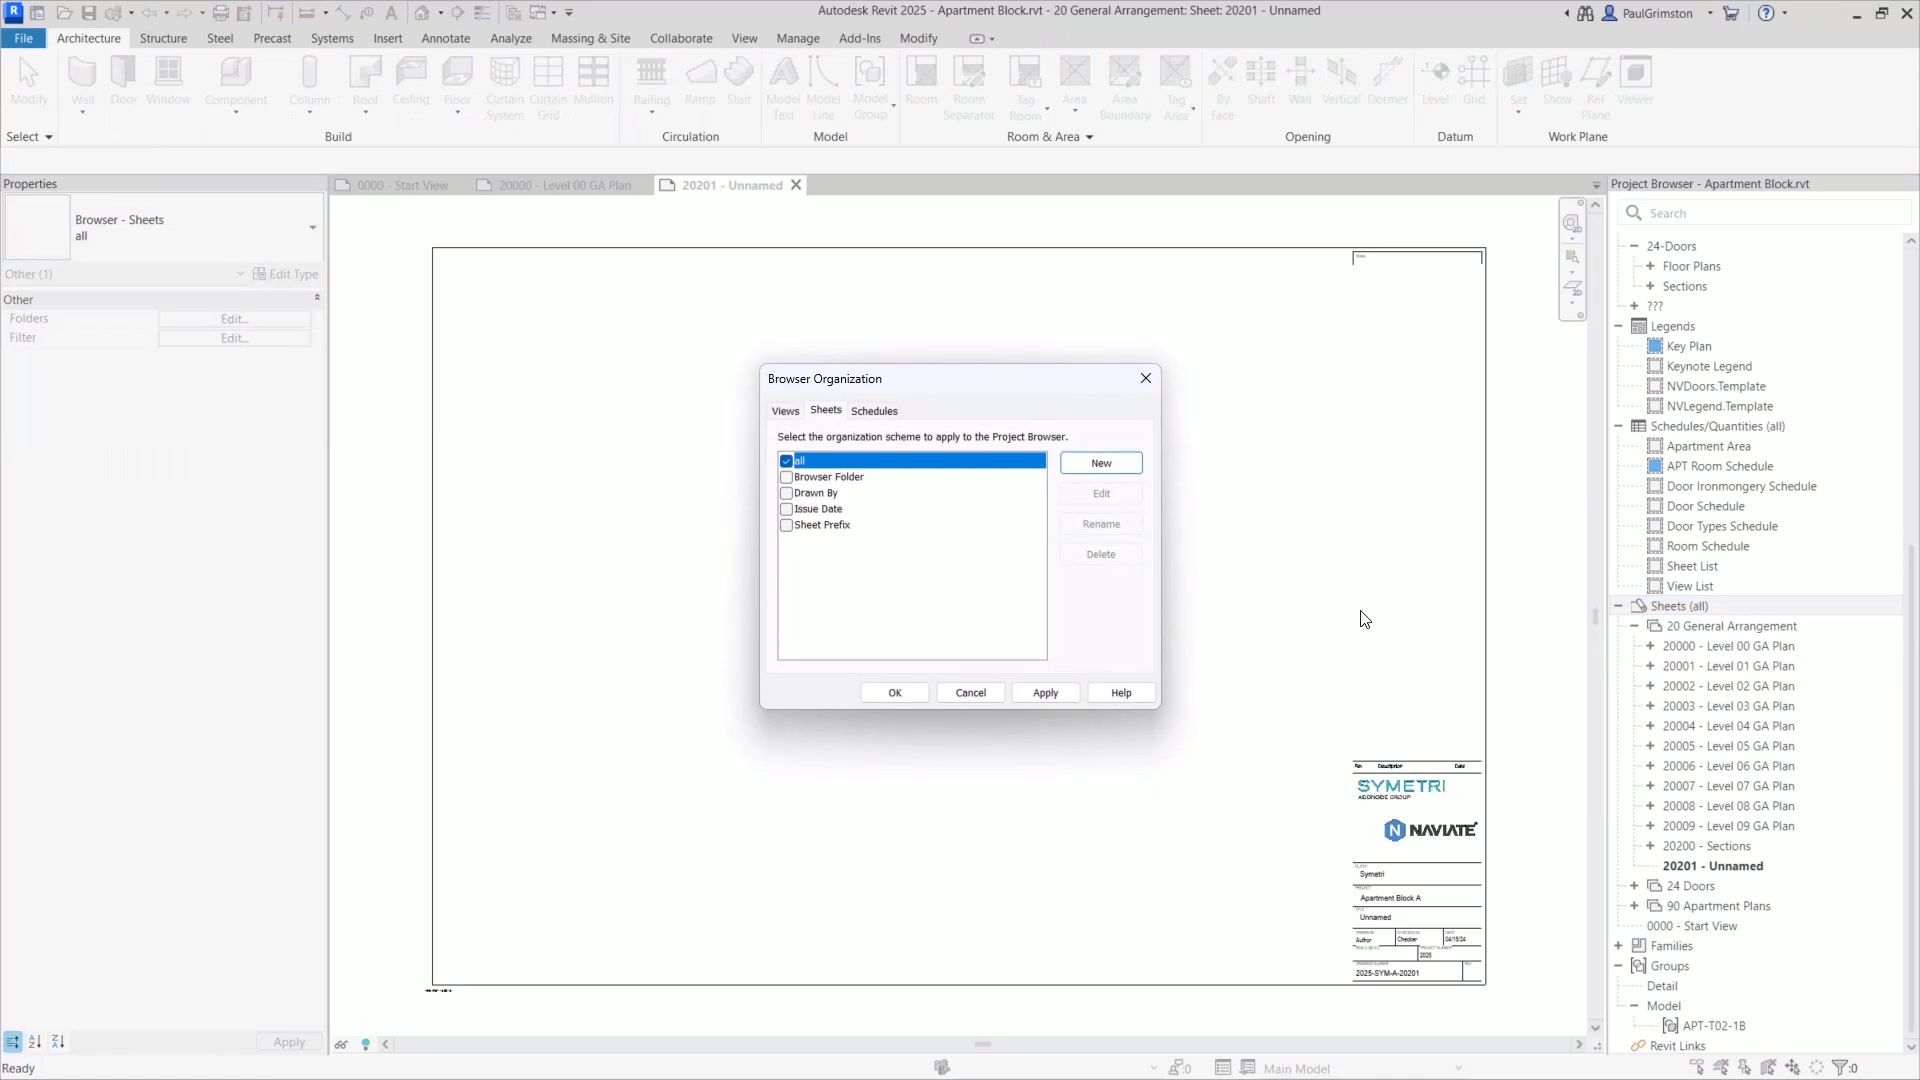 Autodesk Revit 2025 - Apartment Block.rvt - 20 General Arrangement: Sheet: 20201 - Unnamed
PaulGrimston
File Architecture Structure Steel Precast Systems Insert Annotate Analyze Massing & Site Collaborate View Manage Add-Ins Modify
Modify Wall Door Window Component Column Roof Ceiling Floor Curtain System Curtain Grid Mullion Railing Ramp Stair Model Text Model Line Model Group Room Room Separator Tag Room Area Area Boundary Tag Area By Face Shaft Wall Vertical Dormer Level Grid Set Show Ref Plane Viewer
Select Build Circulation Model Room & Area Opening Datum Work Plane
Properties
Browser - Sheets
all
Other (1)
Edit Type
Other
Folders Edit...
Filter Edit...
Apply
0000 - Start View
20000 - Level 00 GA Plan
20201 - Unnamed
Browser Organization
Views Sheets Schedules
Select the organization scheme to apply to the Project Browser.
all
Browser Folder
Drawn By
Issue Date
Sheet Prefix
New
Edit
Rename
Delete
OK Cancel Apply Help
Rev Description Date
SYMETRI
ADDNODE GROUP
NAVIATE
Symetri
Apartment Block A
Unnamed
Author Checker 04/15/24
2025
2025-SYM-A-20201
Project Browser - Apartment Block.rvt
Search
24-Doors
Floor Plans
Sections
???
Legends
Key Plan
Keynote Legend
NVDoors.Template
NVLegend.Template
Schedules/Quantities (all)
Apartment Area
APT Room Schedule
Door Ironmongery Schedule
Door Schedule
Door Types Schedule
Room Schedule
Sheet List
View List
Sheets (all)
20 General Arrangement
20000 - Level 00 GA Plan
20001 - Level 01 GA Plan
20002 - Level 02 GA Plan
20003 - Level 03 GA Plan
20004 - Level 04 GA Plan
20005 - Level 05 GA Plan
20006 - Level 06 GA Plan
20007 - Level 07 GA Plan
20008 - Level 08 GA Plan
20009 - Level 09 GA Plan
20200 - Sections
20201 - Unnamed
24 Doors
90 Apartment Plans
0000 - Start View
Families
Groups
Detail
Model
APT-T02-1B
Revit Links
Ready
:0
Main Model
:0